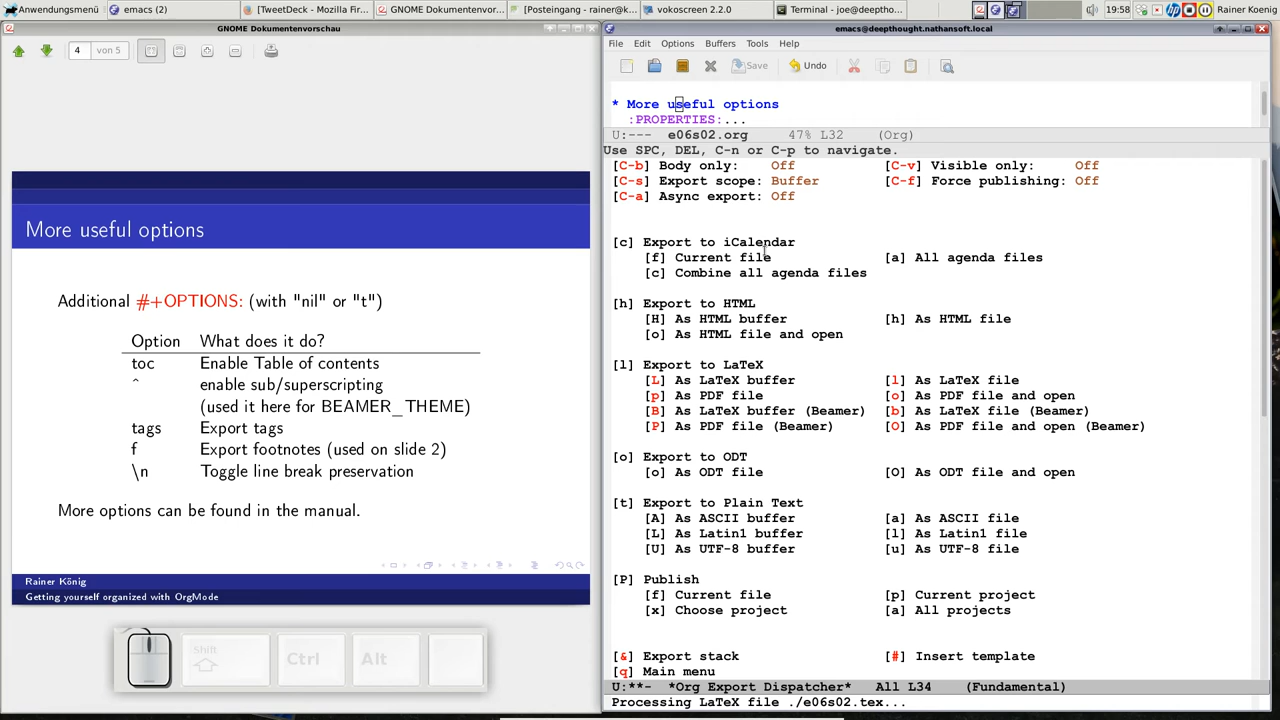 Anwendungsmenü emacs (2) [TweetDeck - Mozilla Fir... GNOME Dokumentenvorsc... [Posteingang - rainer@k... vokoscreen 2.2.0 Terminal - joe@deeptho... 19:58 Rainer Koenig
GNOME Dokumentenvorschau
4 von 5
More useful options
Additional #+OPTIONS: (with "nil" or "t")
Option What does it do?
toc Enable Table of contents
^ enable sub/superscripting
(used it here for BEAMER_THEME)
tags Export tags
f Export footnotes (used on slide 2)
\n Toggle line break preservation
More options can be found in the manual.
Rainer König
Getting yourself organized with OrgMode
Shift Ctrl Alt
emacs@deepthought.nathansoft.local
File Edit Options Buffers Tools Help
Save Undo
* More useful options
:PROPERTIES:...
U:--- e06s02.org 47% L32 (Org)
Use SPC, DEL, C-n or C-p to navigate.
[C-b] Body only: Off [C-v] Visible only: Off
[C-s] Export scope: Buffer [C-f] Force publishing: Off
[C-a] Async export: Off
[c] Export to iCalendar
[f] Current file [a] All agenda files
[c] Combine all agenda files
[h] Export to HTML
[H] As HTML buffer [h] As HTML file
[o] As HTML file and open
[l] Export to LaTeX
[L] As LaTeX buffer [l] As LaTeX file
[p] As PDF file [o] As PDF file and open
[B] As LaTeX buffer (Beamer) [b] As LaTeX file (Beamer)
[P] As PDF file (Beamer) [O] As PDF file and open (Beamer)
[o] Export to ODT
[o] As ODT file [O] As ODT file and open
[t] Export to Plain Text
[A] As ASCII buffer [a] As ASCII file
[L] As Latin1 buffer [l] As Latin1 file
[U] As UTF-8 buffer [u] As UTF-8 file
[P] Publish
[f] Current file [p] Current project
[x] Choose project [a] All projects
[&] Export stack [#] Insert template
[q] Main menu
U:**- *Org Export Dispatcher* All L34 (Fundamental)
Processing LaTeX file ./e06s02.tex...